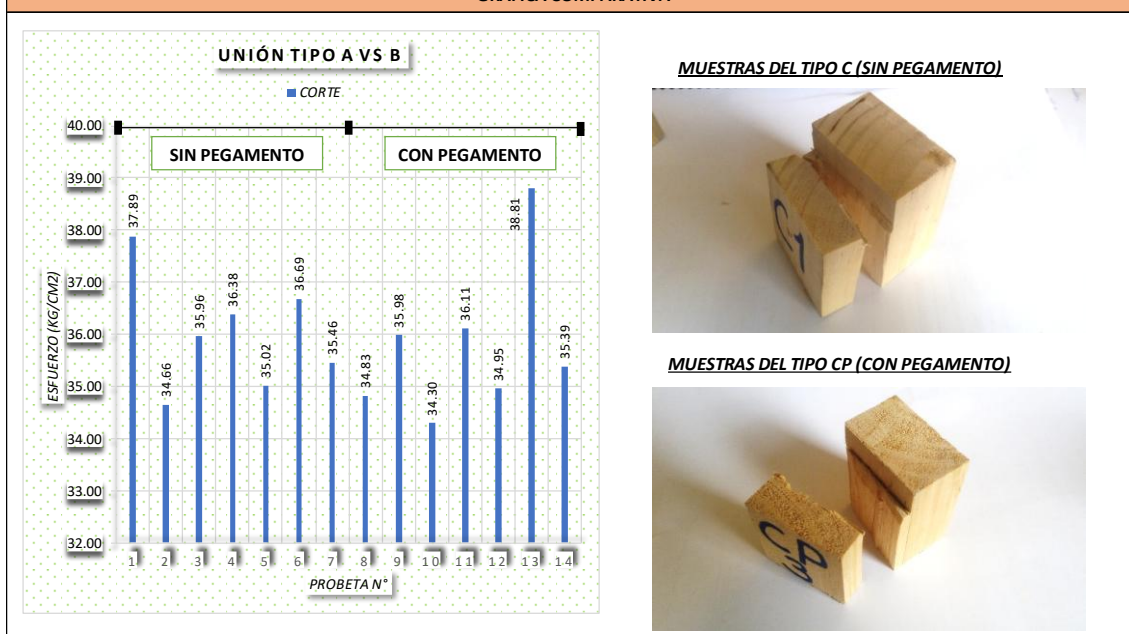 UNIÓN TIPO A VS B
CORTE
40.00
39.00
38.00
37.00
36.00
35.00
34.00
33.00
32.00
ESFUERZO (KG/CM2)
SIN PEGAMENTO
CON PEGAMENTO
37.89
34.66
35.96
36.38
35.02
36.69
35.46
34.83
35.98
34.30
36.11
34.95
38.81
35.39
1 2 3 4 5 6 7 8 9 10 11 12 13 14
PROBETA N°
MUESTRAS DEL TIPO C (SIN PEGAMENTO)
C1
MUESTRAS DEL TIPO CP (CON PEGAMENTO)
CP
3